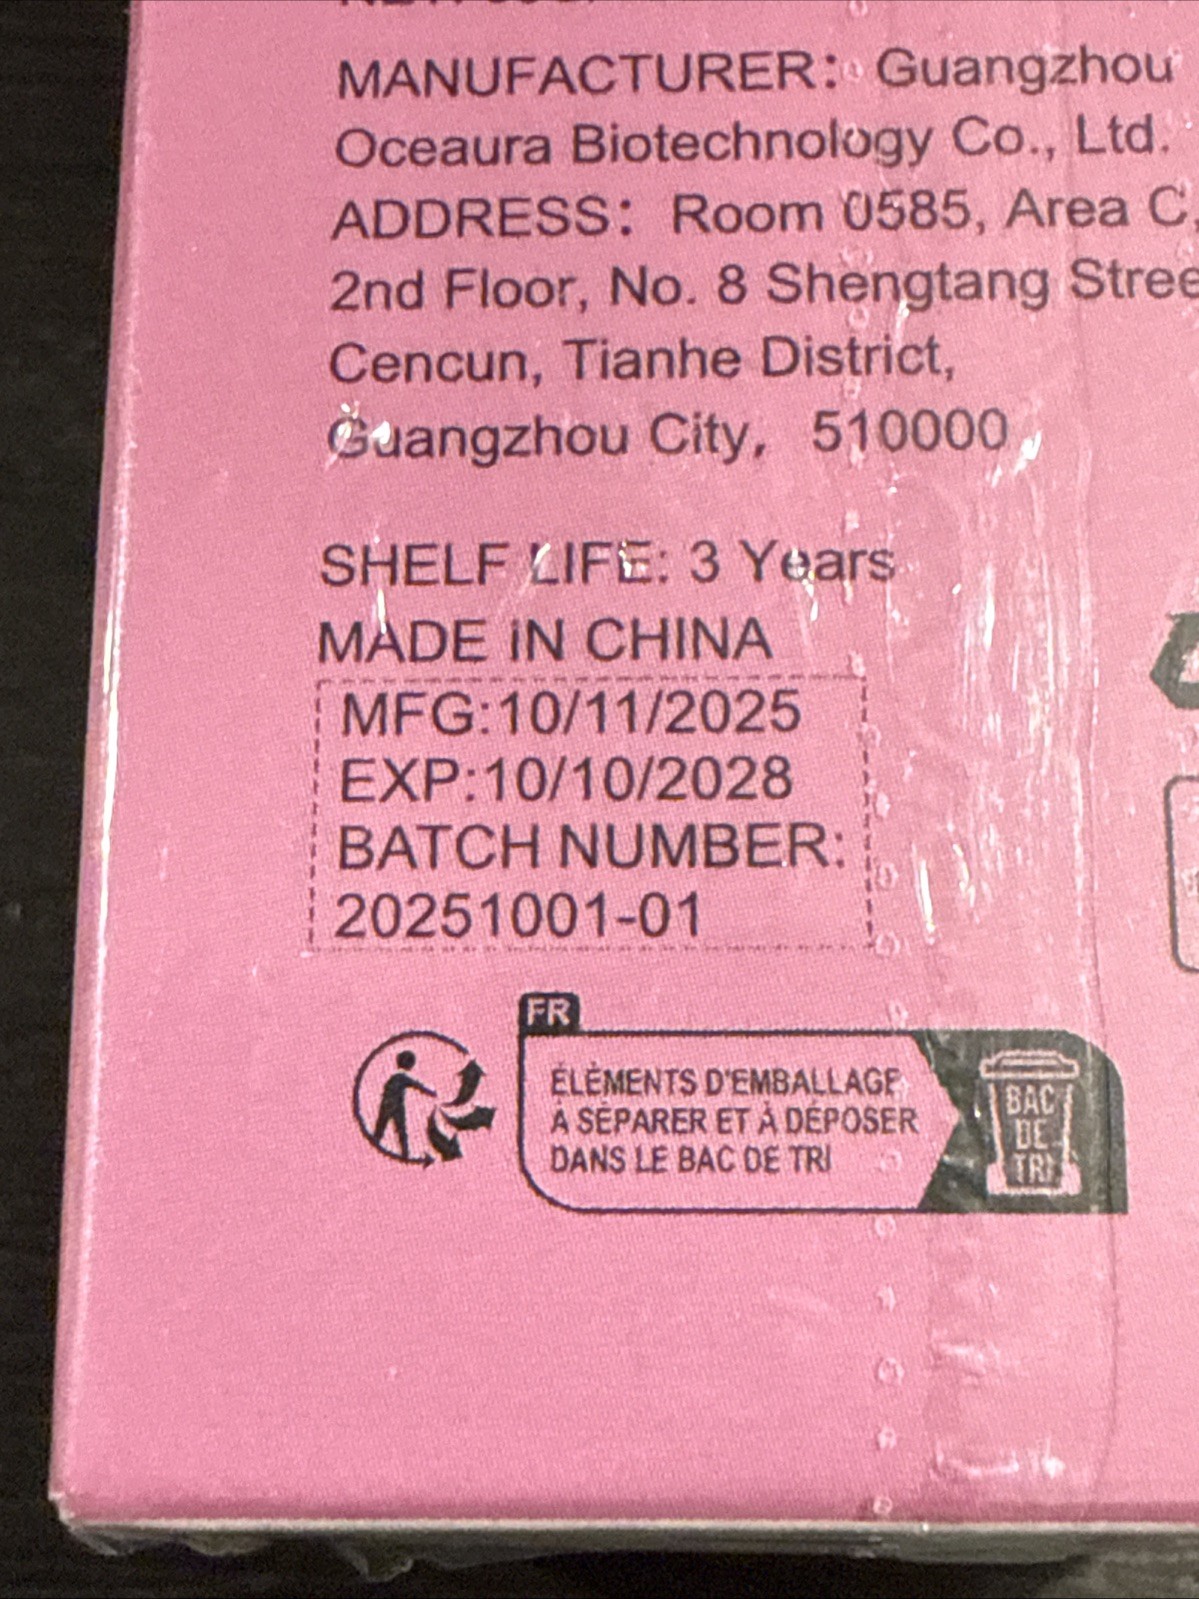 MANUFACTURER: Guangzhou
Oceaura Biotechnology Co., Ltd.
ADDRESS: Room 0585, Area C,
2nd Floor, No. 8 Shengtang Stree
Cencun, Tianhe District,
Guangzhou City, 510000
SHELF LIFE: 3 Years
MADE IN CHINA
MFG:10/11/2025
EXP:10/10/2028
BATCH NUMBER:
20251001-01
FR
ÉLÉMENTS D'EMBALLAGE
À SÉPARER ET À DÉPOSER
DANS LE BAC DE TRI
BAC
DE
TRI